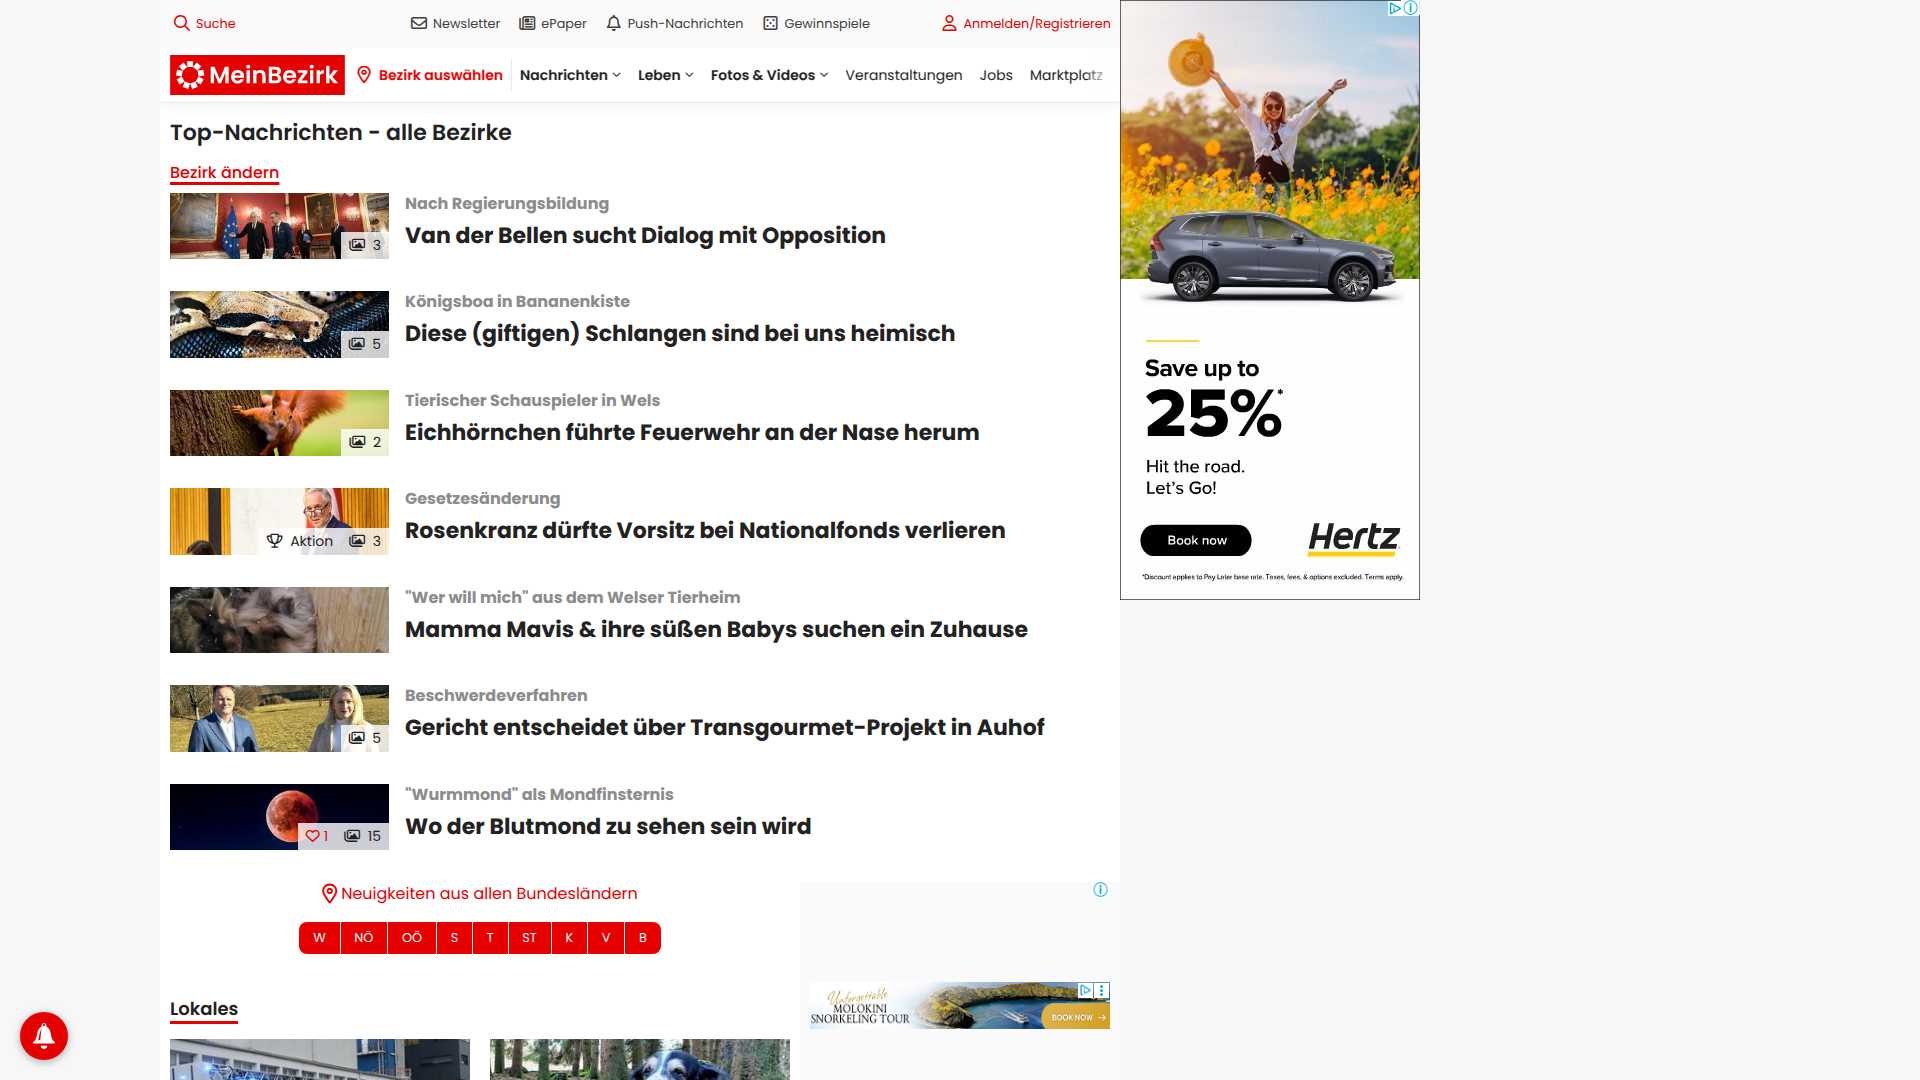 Suche
Newsletter
ePaper
Push-Nachrichten
Gewinnspiele
Anmelden/Registrieren
MeinBezirk
Bezirk auswählen
Nachrichten
Leben
Fotos & Videos
Veranstaltungen
Jobs
Marktplatz
Top-Nachrichten - alle Bezirke
Bezirk ändern
3
Nach Regierungsbildung
Van der Bellen sucht Dialog mit Opposition
5
Königsboa in Bananenkiste
Diese (giftigen) Schlangen sind bei uns heimisch
2
Tierischer Schauspieler in Wels
Eichhörnchen führte Feuerwehr an der Nase herum
Aktion 3
Gesetzesänderung
Rosenkranz dürfte Vorsitz bei Nationalfonds verlieren
"Wer will mich" aus dem Welser Tierheim
Mamma Mavis & ihre süßen Babys suchen ein Zuhause
5
Beschwerdeverfahren
Gericht entscheidet über Transgourmet-Projekt in Auhof
1 15
"Wurmmond" als Mondfinsternis
Wo der Blutmond zu sehen sein wird
Neuigkeiten aus allen Bundesländern
W NÖ OÖ S T ST K V B
Lokales
Save up to
25%*
Hit the road.
Let's Go!
Book now
Hertz
*Discount applies to Pay Later base rate. Taxes, fees, & options excluded. Terms apply.
Unforgettable
MOLOKINI
SNORKELING TOUR
BOOK NOW →